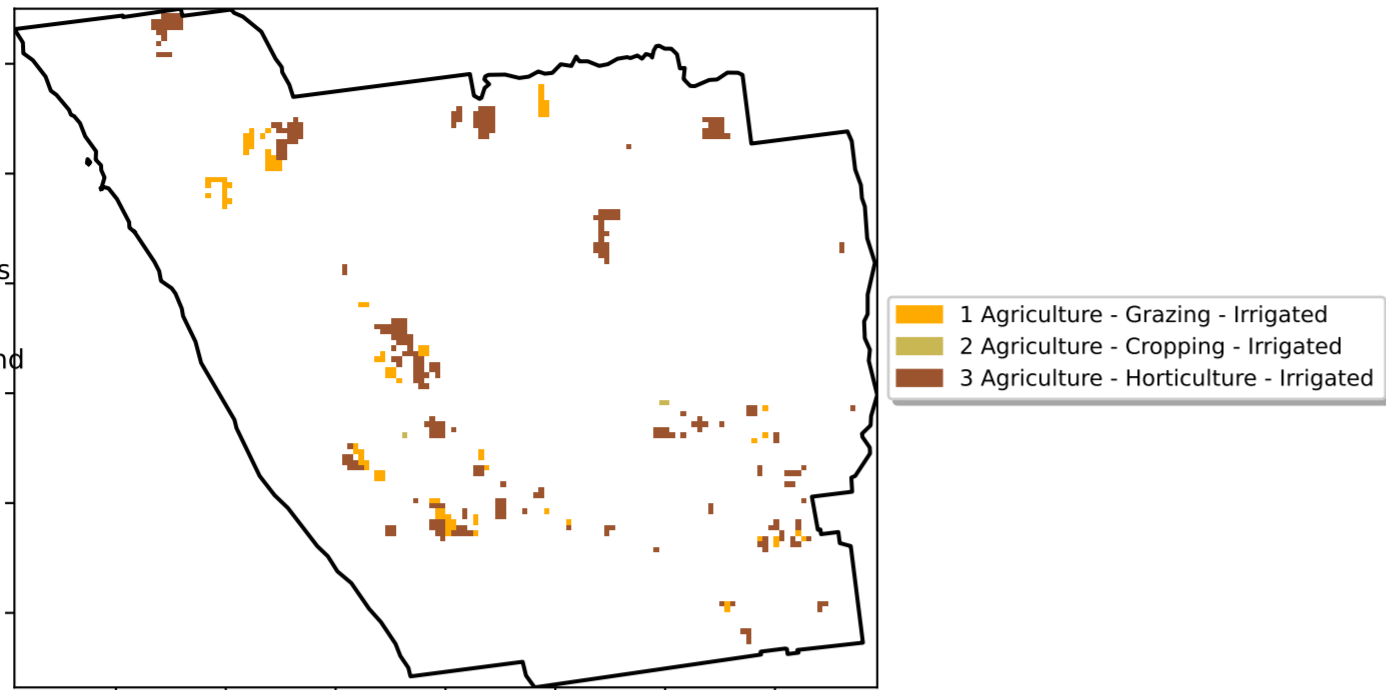 1 Agriculture - Grazing - Irrigated
2 Agriculture - Cropping - Irrigated
3 Agriculture - Horticulture - Irrigated